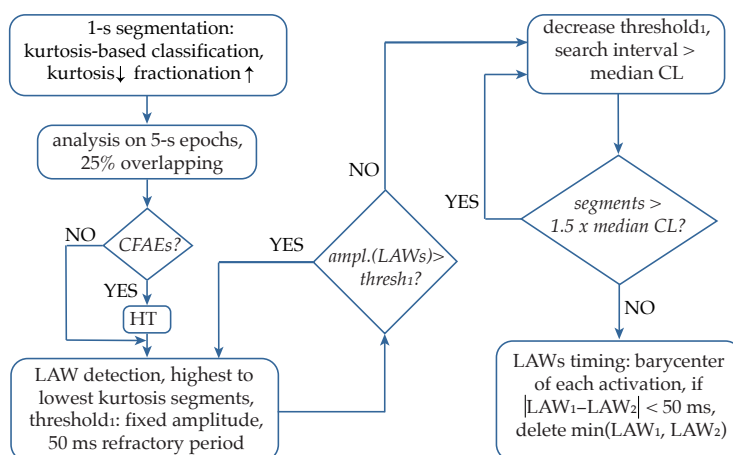 1-s segmentation:
kurtosis-based classification,
kurtosis↓ fractionation↑
analysis on 5-s epochs,
25% overlapping
CFAEs?
NO
YES
HT
LAW detection, highest to
lowest kurtosis segments,
threshold₁: fixed amplitude,
50 ms refractory period
ampl.(LAWs)>
thresh₁?
YES
NO
decrease threshold₁,
search interval >
median CL
segments >
1.5 x median CL?
YES
NO
LAWs timing: barycenter
of each activation, if
|LAW₁–LAW₂| < 50 ms,
delete min(LAW₁, LAW₂)